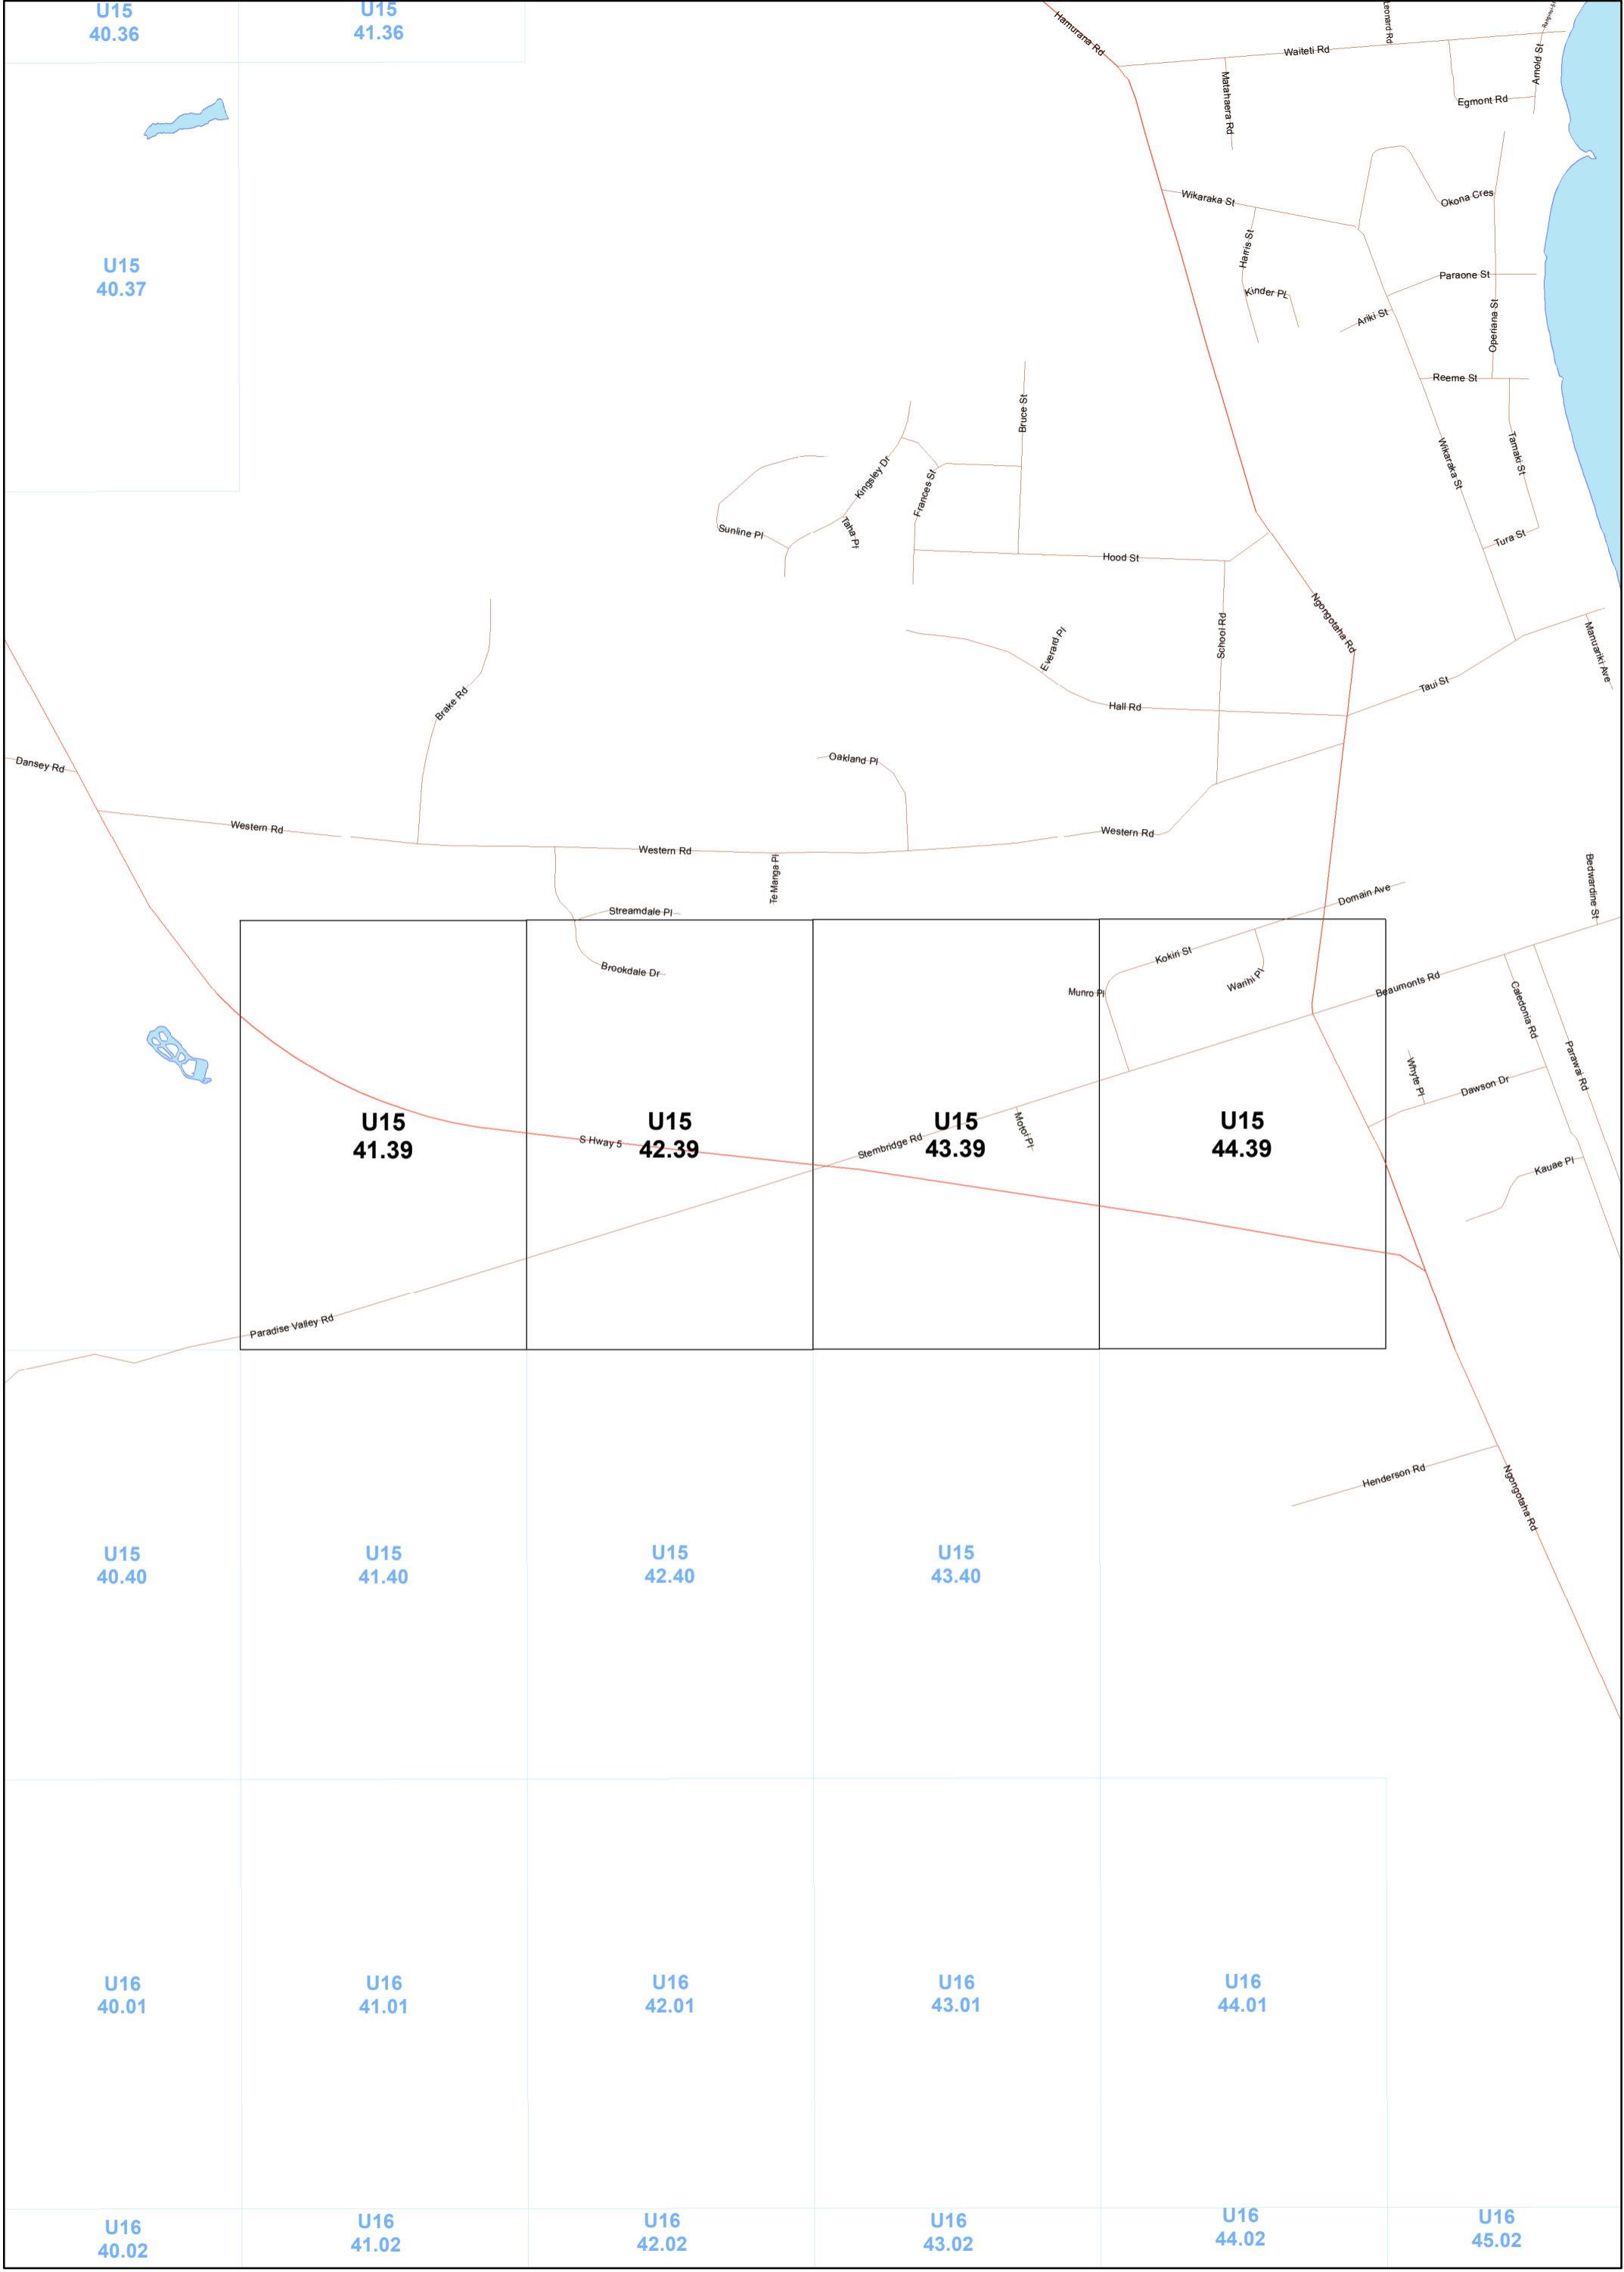 U15
40.36
U15
41.36
Hamurana Rd
Leonard Rd
Waiteti Rd
Arnold St
Matahaera Rd
Egmont Rd
Wikaraka St
Okona Cres
Harris St
U15
40.37
Paraone St
Kinder PL
Ariki St
Operiana St
Reeme St
Bruce St
Wikaraka St
Tamaki St
Kingsley Dr
Frances St
Taha Pl
Sunline Pl
Hood St
Tura St
Ngongotaha Rd
School Rd
Everard Pl
Manuariki Ave
Taui St
Brake Rd
Hall Rd
Dansey Rd
Oakland Pl
Western Rd
Western Rd
Western Rd
Te Manga Pl
Bedwardine St
Domain Ave
Streamdale Pl
Kokiri St
Brookdale Dr
Warihi Pl
Munro Pl
Beaumonts Rd
Caledonia Rd
Parawai Rd
Whyte Pl
Dawson Dr
U15
41.39
U15
42.39
U15
43.39
U15
44.39
S Hway 5
Stembridge Rd
Motoi Pl
Kauae Pl
Paradise Valley Rd
Henderson Rd
Ngongotaha Rd
U15
40.40
U15
41.40
U15
42.40
U15
43.40
U16
40.01
U16
41.01
U16
42.01
U16
43.01
U16
44.01
U16
40.02
U16
41.02
U16
42.02
U16
43.02
U16
44.02
U16
45.02